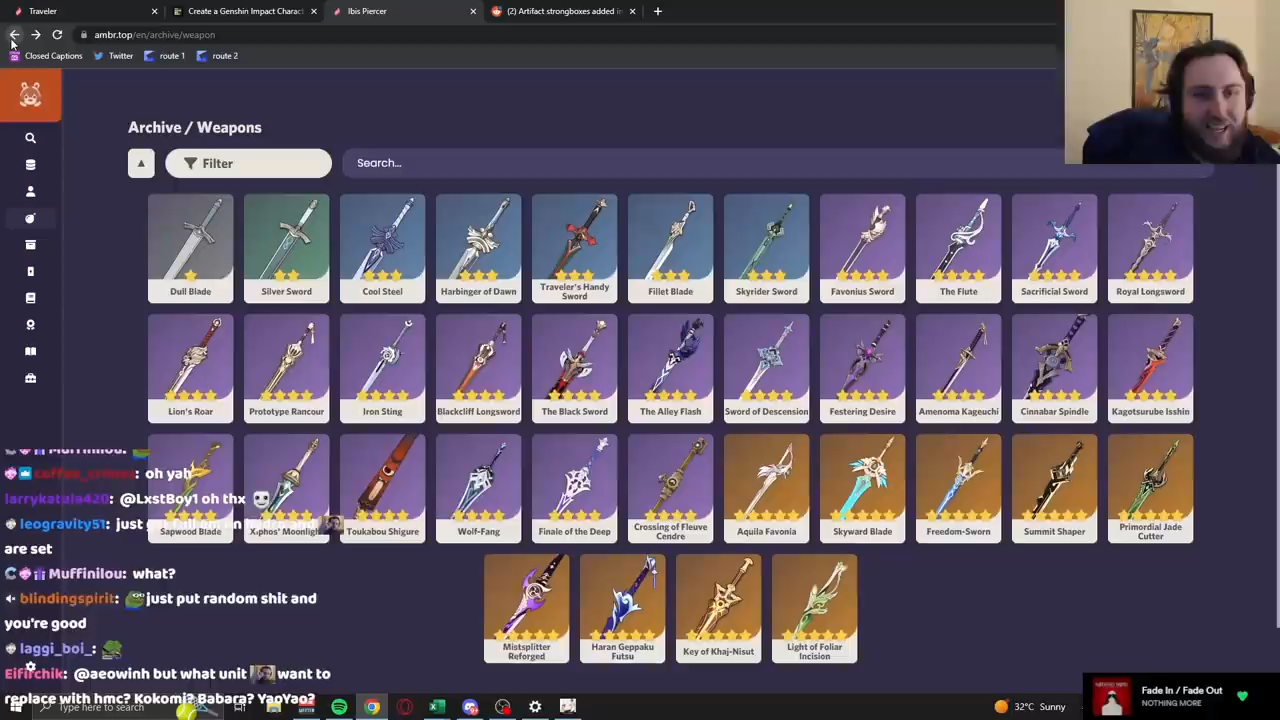 Traveler
Create a Genshin Impact Charact
Ibis Piercer
(2) Artifact strongboxes added in
ambr.top/en/archive/weapon
Closed Captions
Twitter
route 1
route 2
Archive / Weapons
Filter
Search...
Dull Blade
Silver Sword
Cool Steel
Harbinger of Dawn
Traveler's Handy
Sword
Fillet Blade
Skyrider Sword
Favonius Sword
The Flute
Sacrificial Sword
Royal Longsword
Lion's Roar
Prototype Rancour
Iron Sting
Blackcliff Longsword
The Black Sword
The Alley Flash
Sword of Descension
Festering Desire
Amenoma Kageuchi
Cinnabar Spindle
Kagotsurube Isshin
Sapwood Blade
Xiphos' Moonligh
Toukabou Shigure
Wolf-Fang
Finale of the Deep
Crossing of Fleuve
Cendre
Aquila Favonia
Skyward Blade
Freedom-Sworn
Summit Shaper
Primordial Jade
Cutter
Mistsplitter
Reforged
Haran Geppaku
Futsu
Key of Khaj-Nisut
Light of Foliar
Incision
Muffinilou:
coffee_crimes: oh yah
larrykatula420: @LxstBoy1 oh thx
leogravity51: just
are set
Muffinilou: what?
blindingspirit: just put random shit and
you're good
laggi_boi_:
Eifirchik: @aeowinh but what unit want to
replace with hmc? Kokomi? Babara? YaoYao?
Type here to search
32°C Sunny
Fade In / Fade Out
NOTHING MORE